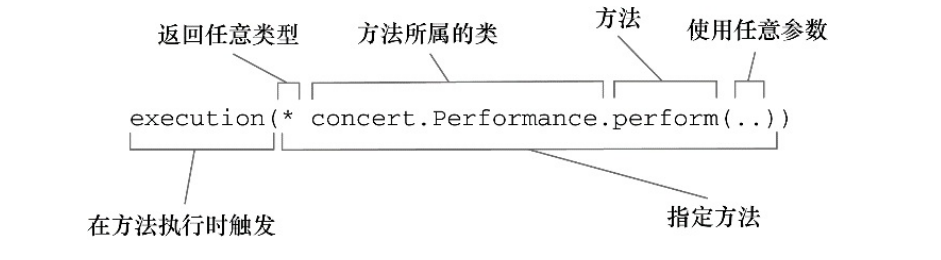 返回任意类型
方法所属的类
方法
使用任意参数
execution(* concert.Performance.perform(..))
在方法执行时触发
指定方法